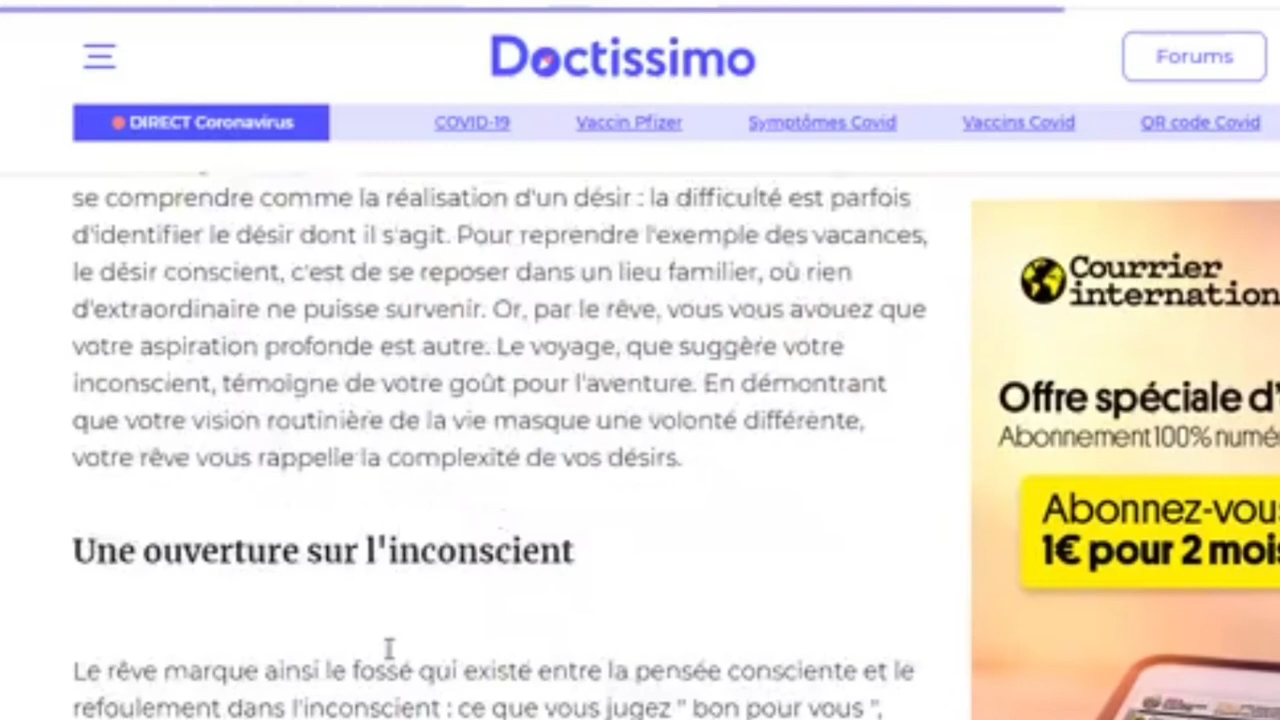 Doctissimo
Forums
DIRECT Coronavirus
COVID-19
Vaccin Pfizer
Symptômes Covid
Vaccins Covid
QR code Covid
se comprendre comme la réalisation d'un désir : la difficulté est parfois
d'identifier le désir dont il s'agit. Pour reprendre l'exemple des vacances,
le désir conscient, c'est de se reposer dans un lieu familier, où rien
d'extraordinaire ne puisse survenir. Or, par le rêve, vous vous avouez que
votre aspiration profonde est autre. Le voyage, que suggère votre
inconscient, témoigne de votre goût pour l'aventure. En démontrant
que votre vision routinière de la vie masque une volonté différente,
votre rêve vous rappelle la complexité de vos désirs.
Une ouverture sur l'inconscient
Le rêve marque ainsi le fossé qui existe entre la pensée consciente et le
refoulement dans l'inconscient : ce que vous jugez " bon pour vous ",
Courrier
internation
Offre spéciale d'
Abonnement 100% numé
Abonnez-vous
1€ pour 2 mois